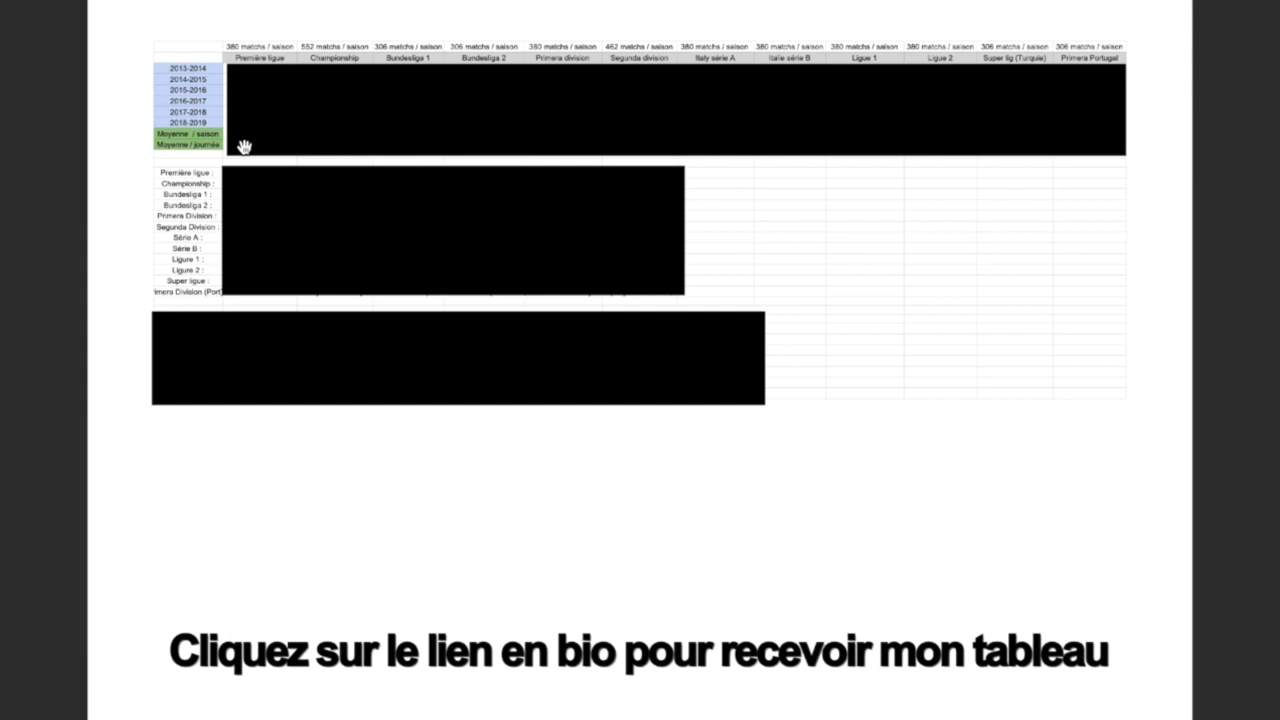 380 matchs / saison 552 matchs / saison 306 matchs / saison 306 matchs / saison 380 matchs / saison 462 matchs / saison 380 matchs / saison 380 matchs / saison 380 matchs / saison 380 matchs / saison 306 matchs / saison 306 matchs / saison
Première ligue Championship Bundesliga 1 Bundesliga 2 Primera division Segunda division Italy série A Italie série B Ligue 1 Ligue 2 Super lig (Turquie) Primera Portugal
2013-2014
2014-2015
2015-2016
2016-2017
2017-2018
2018-2019
Moyenne / saison
Moyenne / journée
Première ligue :
Championship :
Bundesliga 1 :
Bundesliga 2 :
Primera Division :
Segunda Division :
Série A :
Série B :
Ligure 1 :
Ligure 2 :
Super ligue :
imera Division (Port)
Cliquez sur le lien en bio pour recevoir mon tableau